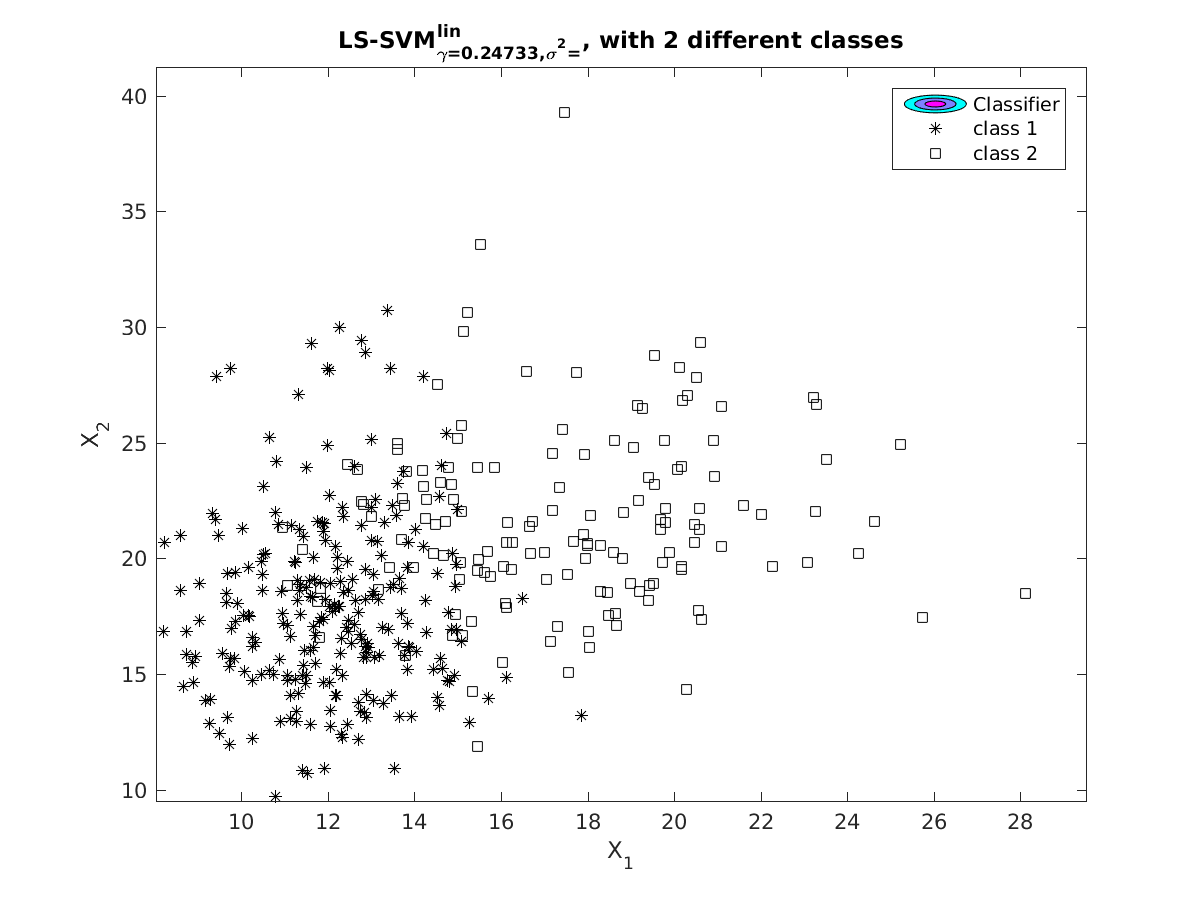 LS-SVM^lin_γ=0.24733,σ²=, with 2 different classes
Classifier
class 1
class 2
40
35
30
25
20
15
10
X_2
10 12 14 16 18 20 22 24 26 28
X_1